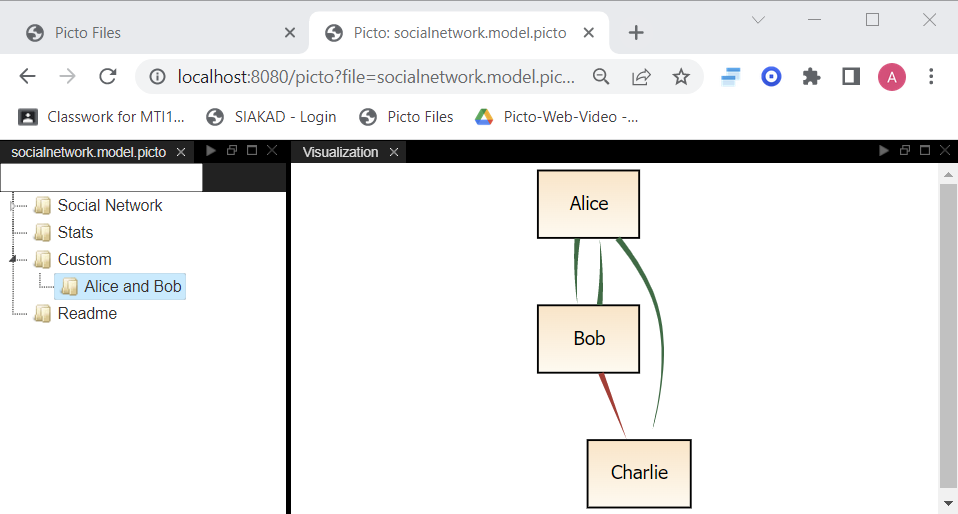 Picto Files
Picto: socialnetwork.model.picto
localhost:8080/picto?file=socialnetwork.model.pic...
A
Classwork for MTI1...
SIAKAD - Login
Picto Files
Picto-Web-Video -...
socialnetwork.model.picto
Visualization
Social Network
Stats
Custom
Alice and Bob
Readme
Alice
Bob
Charlie